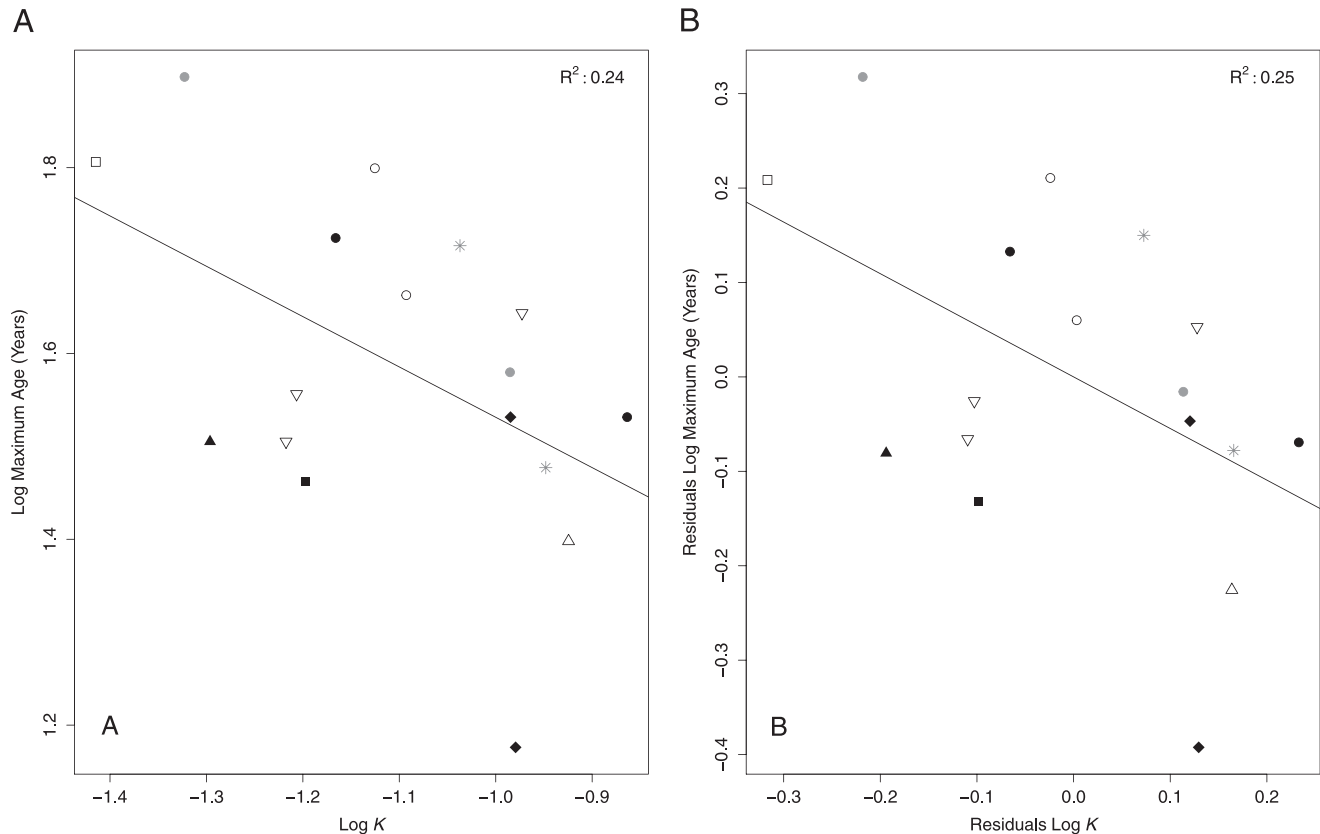 A
R²: 0.24
Log Maximum Age (Years)
1.8
1.6
1.4
1.2
A
−1.4 −1.3 −1.2 −1.1 −1.0 −0.9
Log K
B
R²: 0.25
Residuals Log Maximum Age (Years)
0.3
0.2
0.1
0.0
−0.1
−0.2
−0.3
−0.4
B
−0.3 −0.2 −0.1 0.0 0.1 0.2
Residuals Log K